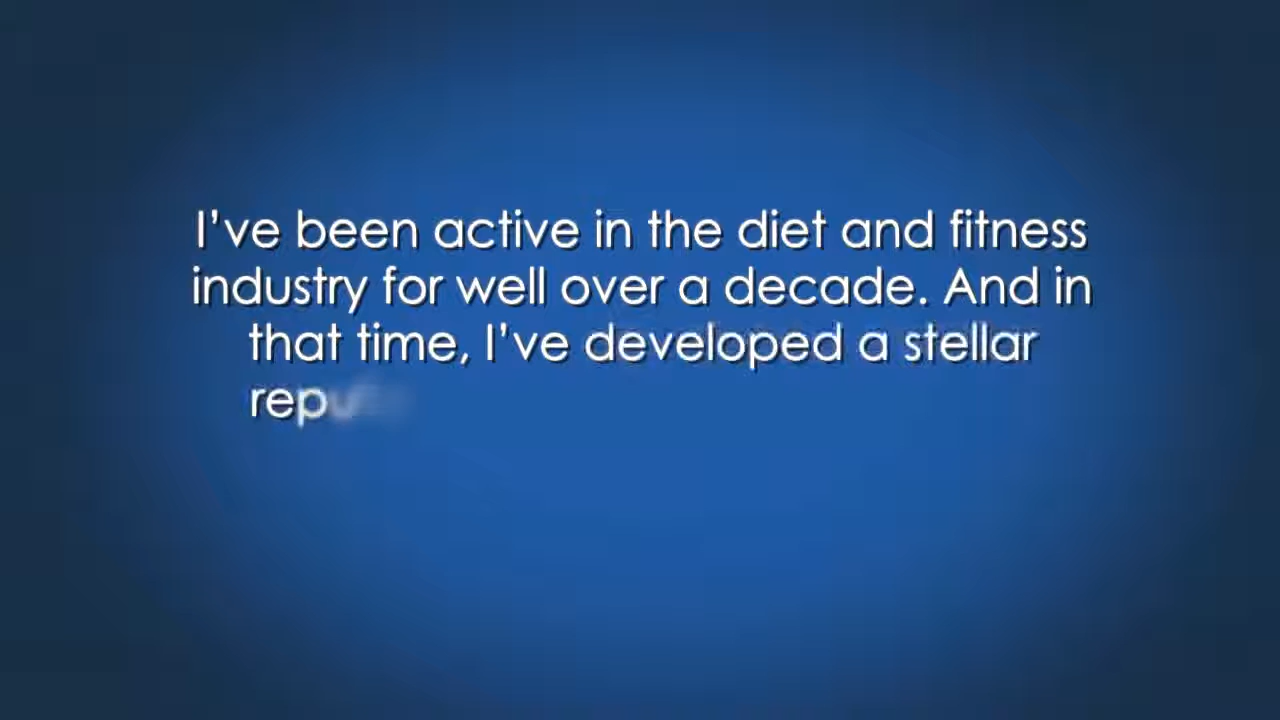 I've been active in the diet and fitness
industry for well over a decade. And in
that time, I've developed a stellar